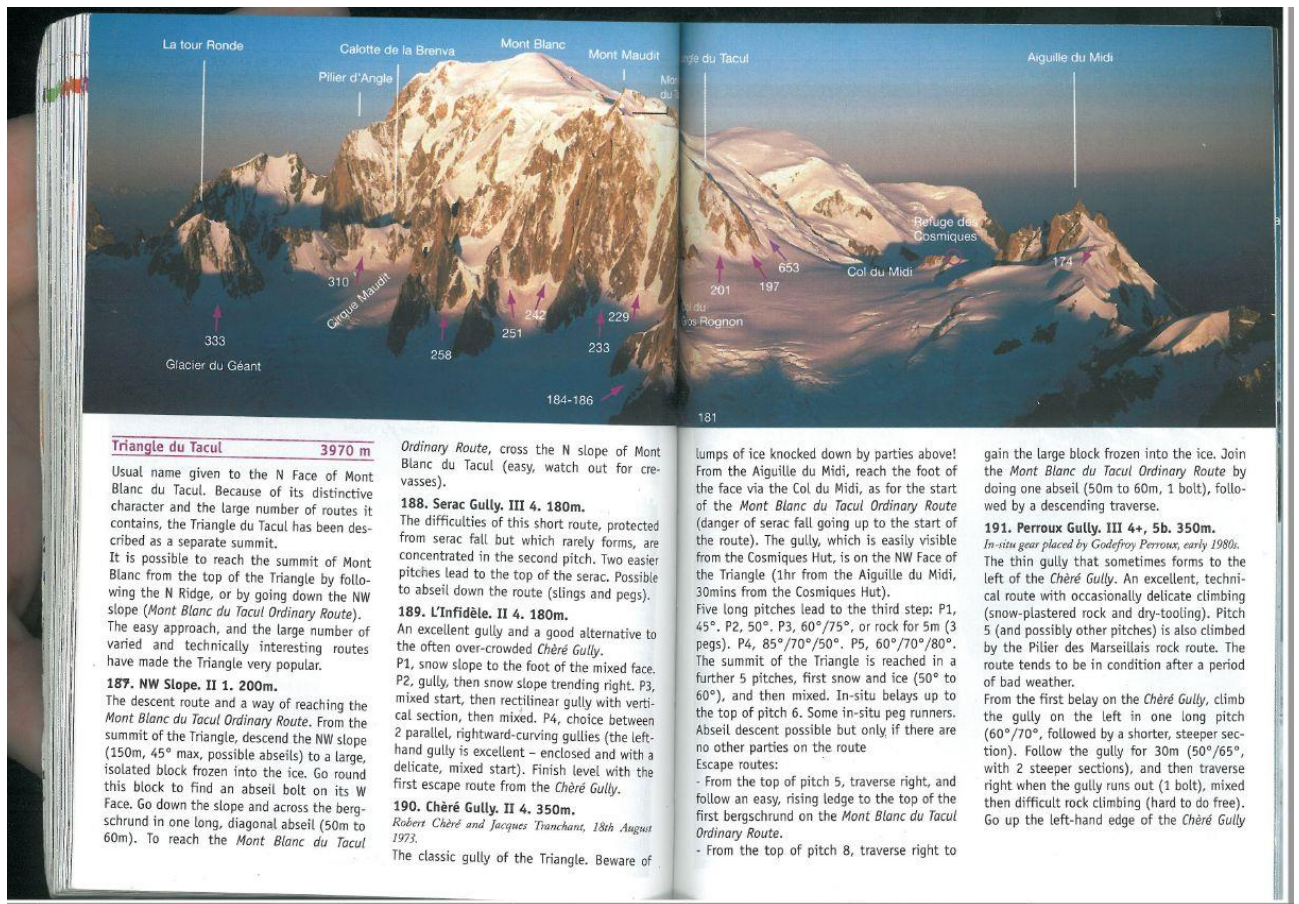 La tour Ronde
Calotte de la Brenva
Mont Blanc
Mont Maudit
Pilier d'Angle
du Tacul
Aiguille du Midi
Refuge des
Cosmiques
Col du Midi
174
653
197
201
310
Cirque Maudit
333
Glacier du Géant
258
251
242
229
233
184-186
Rognon
181
Triangle du Tacul 3970 m
Usual name given to the N Face of Mont
Blanc du Tacul. Because of its distinctive
character and the large number of routes it
contains, the Triangle du Tacul has been des-
cribed as a separate summit.
It is possible to reach the summit of Mont
Blanc from the top of the Triangle by follo-
wing the N Ridge, or by going down the NW
slope (Mont Blanc du Tacul Ordinary Route).
The easy approach, and the large number of
varied and technically interesting routes
have made the Triangle very popular.
187. NW Slope. II 1. 200m.
The descent route and a way of reaching the
Mont Blanc du Tacul Ordinary Route. From the
summit of the Triangle, descend the NW slope
(150m, 45° max, possible abseils) to a large,
isolated block frozen into the ice. Go round
this block to find an abseil bolt on its W
Face. Go down the slope and across the berg-
schrund in one long, diagonal abseil (50m to
60m). To reach the Mont Blanc du Tacul
Ordinary Route, cross the N slope of Mont
Blanc du Tacul (easy, watch out for cre-
vasses).
188. Serac Gully. III 4. 180m.
The difficulties of this short route, protected
from serac fall but which rarely forms, are
concentrated in the second pitch. Two easier
pitches lead to the top of the serac. Possible
to abseil down the route (slings and pegs).
189. L'Infidèle. II 4. 180m.
An excellent gully and a good alternative to
the often over-crowded Chèré Gully.
P1, snow slope to the foot of the mixed face.
P2, gully, then snow slope trending right. P3,
mixed start, then rectilinear gully with verti-
cal section, then mixed. P4, choice between
2 parallel, rightward-curving gullies (the left-
hand gully is excellent – enclosed and with a
delicate, mixed start). Finish level with the
first escape route from the Chèré Gully.
190. Chèré Gully. II 4. 350m.
Robert Chèré and Jacques Tranchant, 18th August
1973.
The classic gully of the Triangle. Beware of
lumps of ice knocked down by parties above!
From the Aiguille du Midi, reach the foot of
the face via the Col du Midi, as for the start
of the Mont Blanc du Tacul Ordinary Route
(danger of serac fall going up to the start of
the route). The gully, which is easily visible
from the Cosmiques Hut, is on the NW Face of
the Triangle (1hr from the Aiguille du Midi,
30mins from the Cosmiques Hut).
Five long pitches lead to the third step: P1,
45°. P2, 50°. P3, 60°/75°, or rock for 5m (3
pegs). P4, 85°/70°/50°. P5, 60°/70°/80°.
The summit of the Triangle is reached in a
further 5 pitches, first snow and ice (50° to
60°), and then mixed. In-situ belays up to
the top of pitch 6. Some in-situ peg runners.
Abseil descent possible but only if there are
no other parties on the route
Escape routes:
- From the top of pitch 5, traverse right, and
follow an easy, rising ledge to the top of the
first bergschrund on the Mont Blanc du Tacul
Ordinary Route.
- From the top of pitch 8, traverse right to
gain the large block frozen into the ice. Join
the Mont Blanc du Tacul Ordinary Route by
doing one abseil (50m to 60m, 1 bolt), follo-
wed by a descending traverse.
191. Perroux Gully. III 4+, 5b. 350m.
In-situ gear placed by Godefroy Perroux, early 1980s.
The thin gully that sometimes forms to the
left of the Chèré Gully. An excellent, techni-
cal route with occasionally delicate climbing
(snow-plastered rock and dry-tooling). Pitch
5 (and possibly other pitches) is also climbed
by the Pilier des Marseillais rock route. The
route tends to be in condition after a period
of bad weather.
From the first belay on the Chèré Gully, climb
the gully on the left in one long pitch
(60°/70°, followed by a shorter, steeper sec-
tion). Follow the gully for 30m (50°/65°,
with 2 steeper sections), and then traverse
right when the gully runs out (1 bolt), mixed
then difficult rock climbing (hard to do free).
Go up the left-hand edge of the Chèré Gully